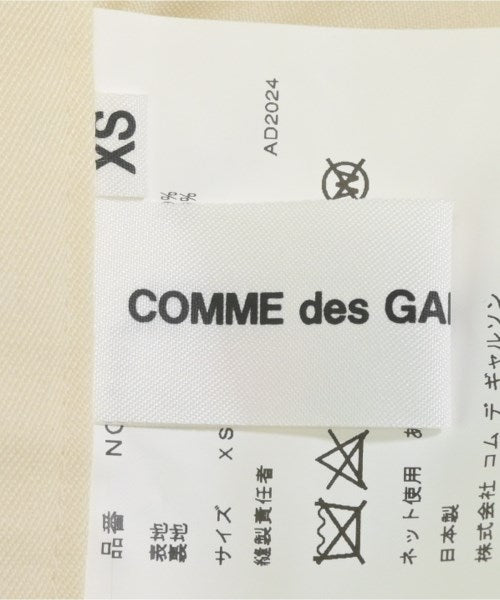 XS
COMME des GA
AD2024
品番 NO
表地 %
裏地 %
サイズ XS
縫製責任者
ネット使用 あ
日本製
株式会社 コム デ ギャルソン